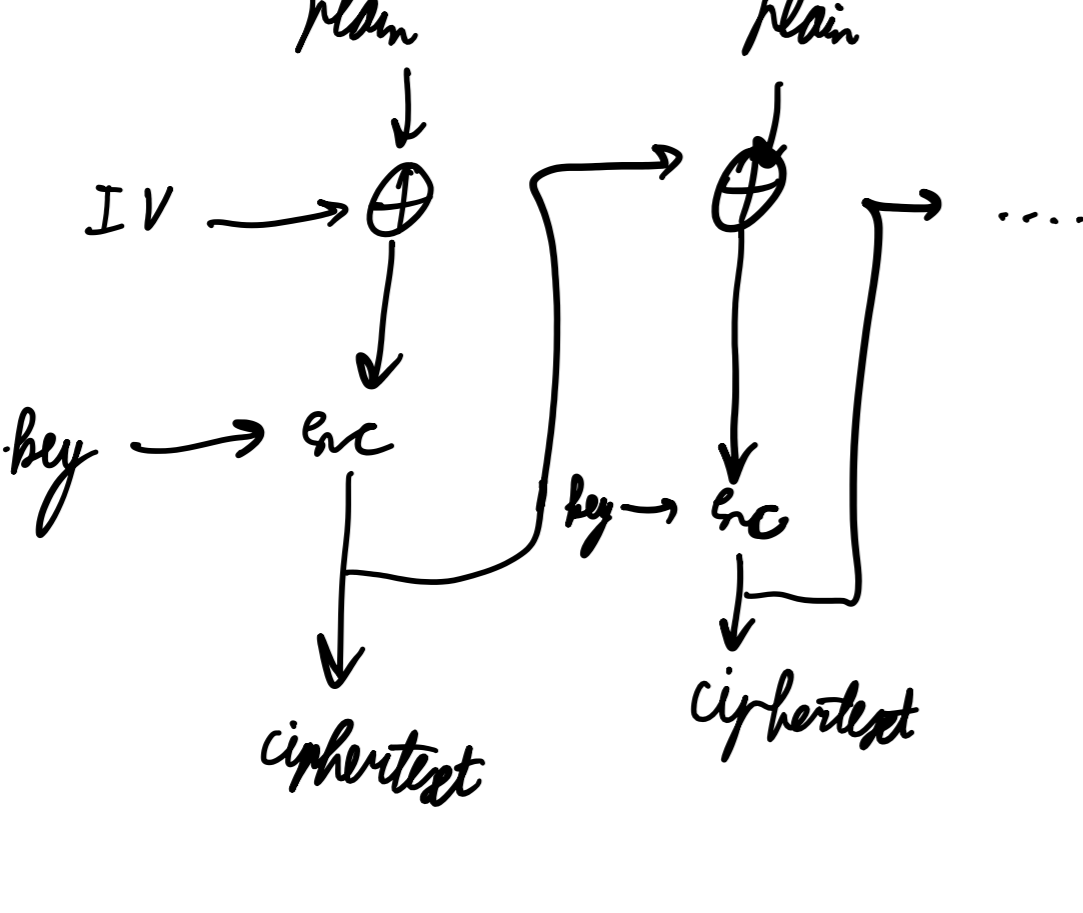 plain
plain
IV
key
enc
key
enc
ciphertext
ciphertext
.....